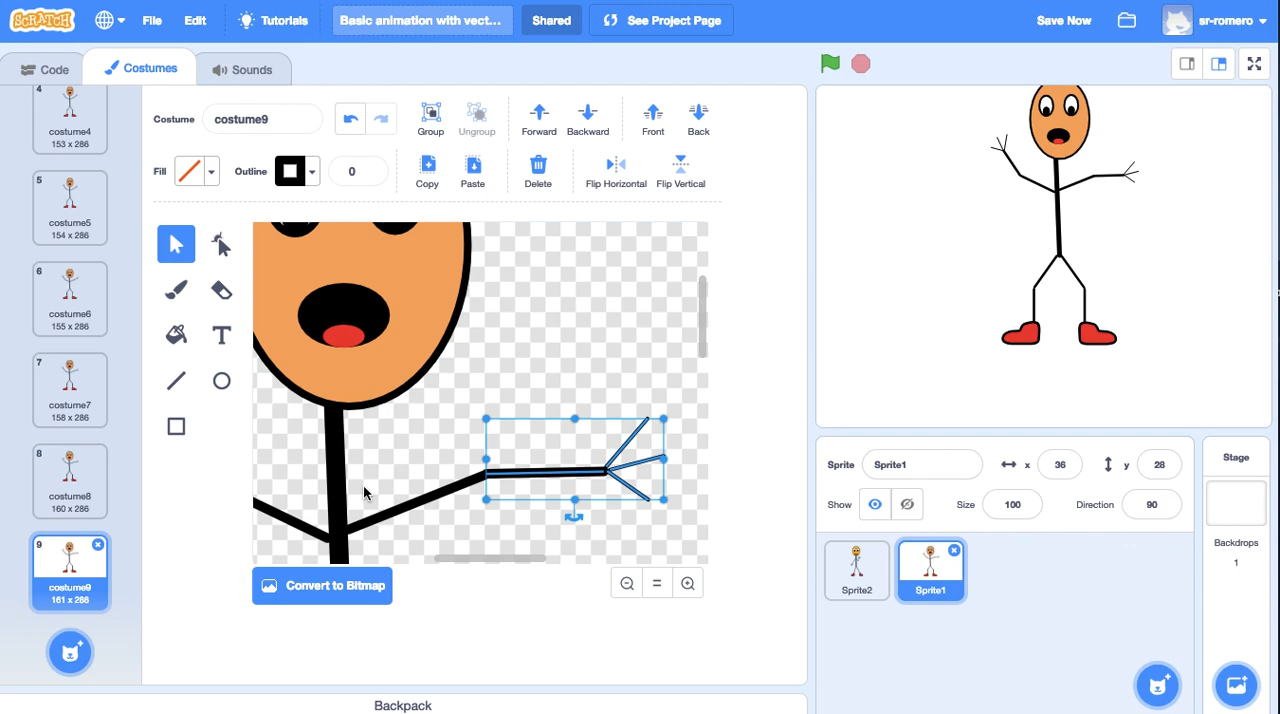 SCRATCH File Edit Tutorials Basic animation with vect... Shared See Project Page Save Now sr-romero
Code Costumes Sounds
4
costume4
153 x 286
5
costume5
154 x 286
6
costume6
155 x 286
7
costume7
158 x 286
8
costume8
160 x 286
9
costume9
161 x 286
Costume costume9 Group Ungroup Forward Backward Front Back
Fill Outline 0 Copy Paste Delete Flip Horizontal Flip Vertical
T
Convert to Bitmap
Backpack
Sprite Sprite1 x 36 y 28
Show Size 100 Direction 90
Sprite2 Sprite1
Stage
Backdrops
1